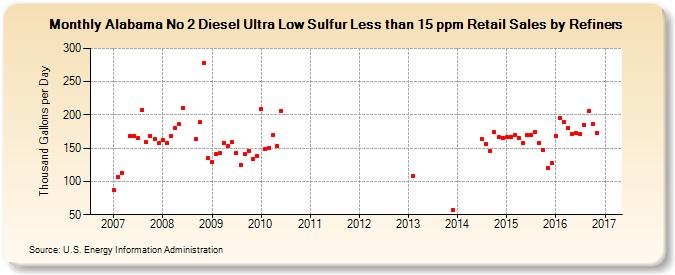 Monthly Alabama No 2 Diesel Ultra Low Sulfur Less than 15 ppm Retail Sales by Refiners
Thousand Gallons per Day
300
250
200
150
100
50
2007 2008 2009 2010 2011 2012 2013 2014 2015 2016 2017
Source: U.S. Energy Information Administration